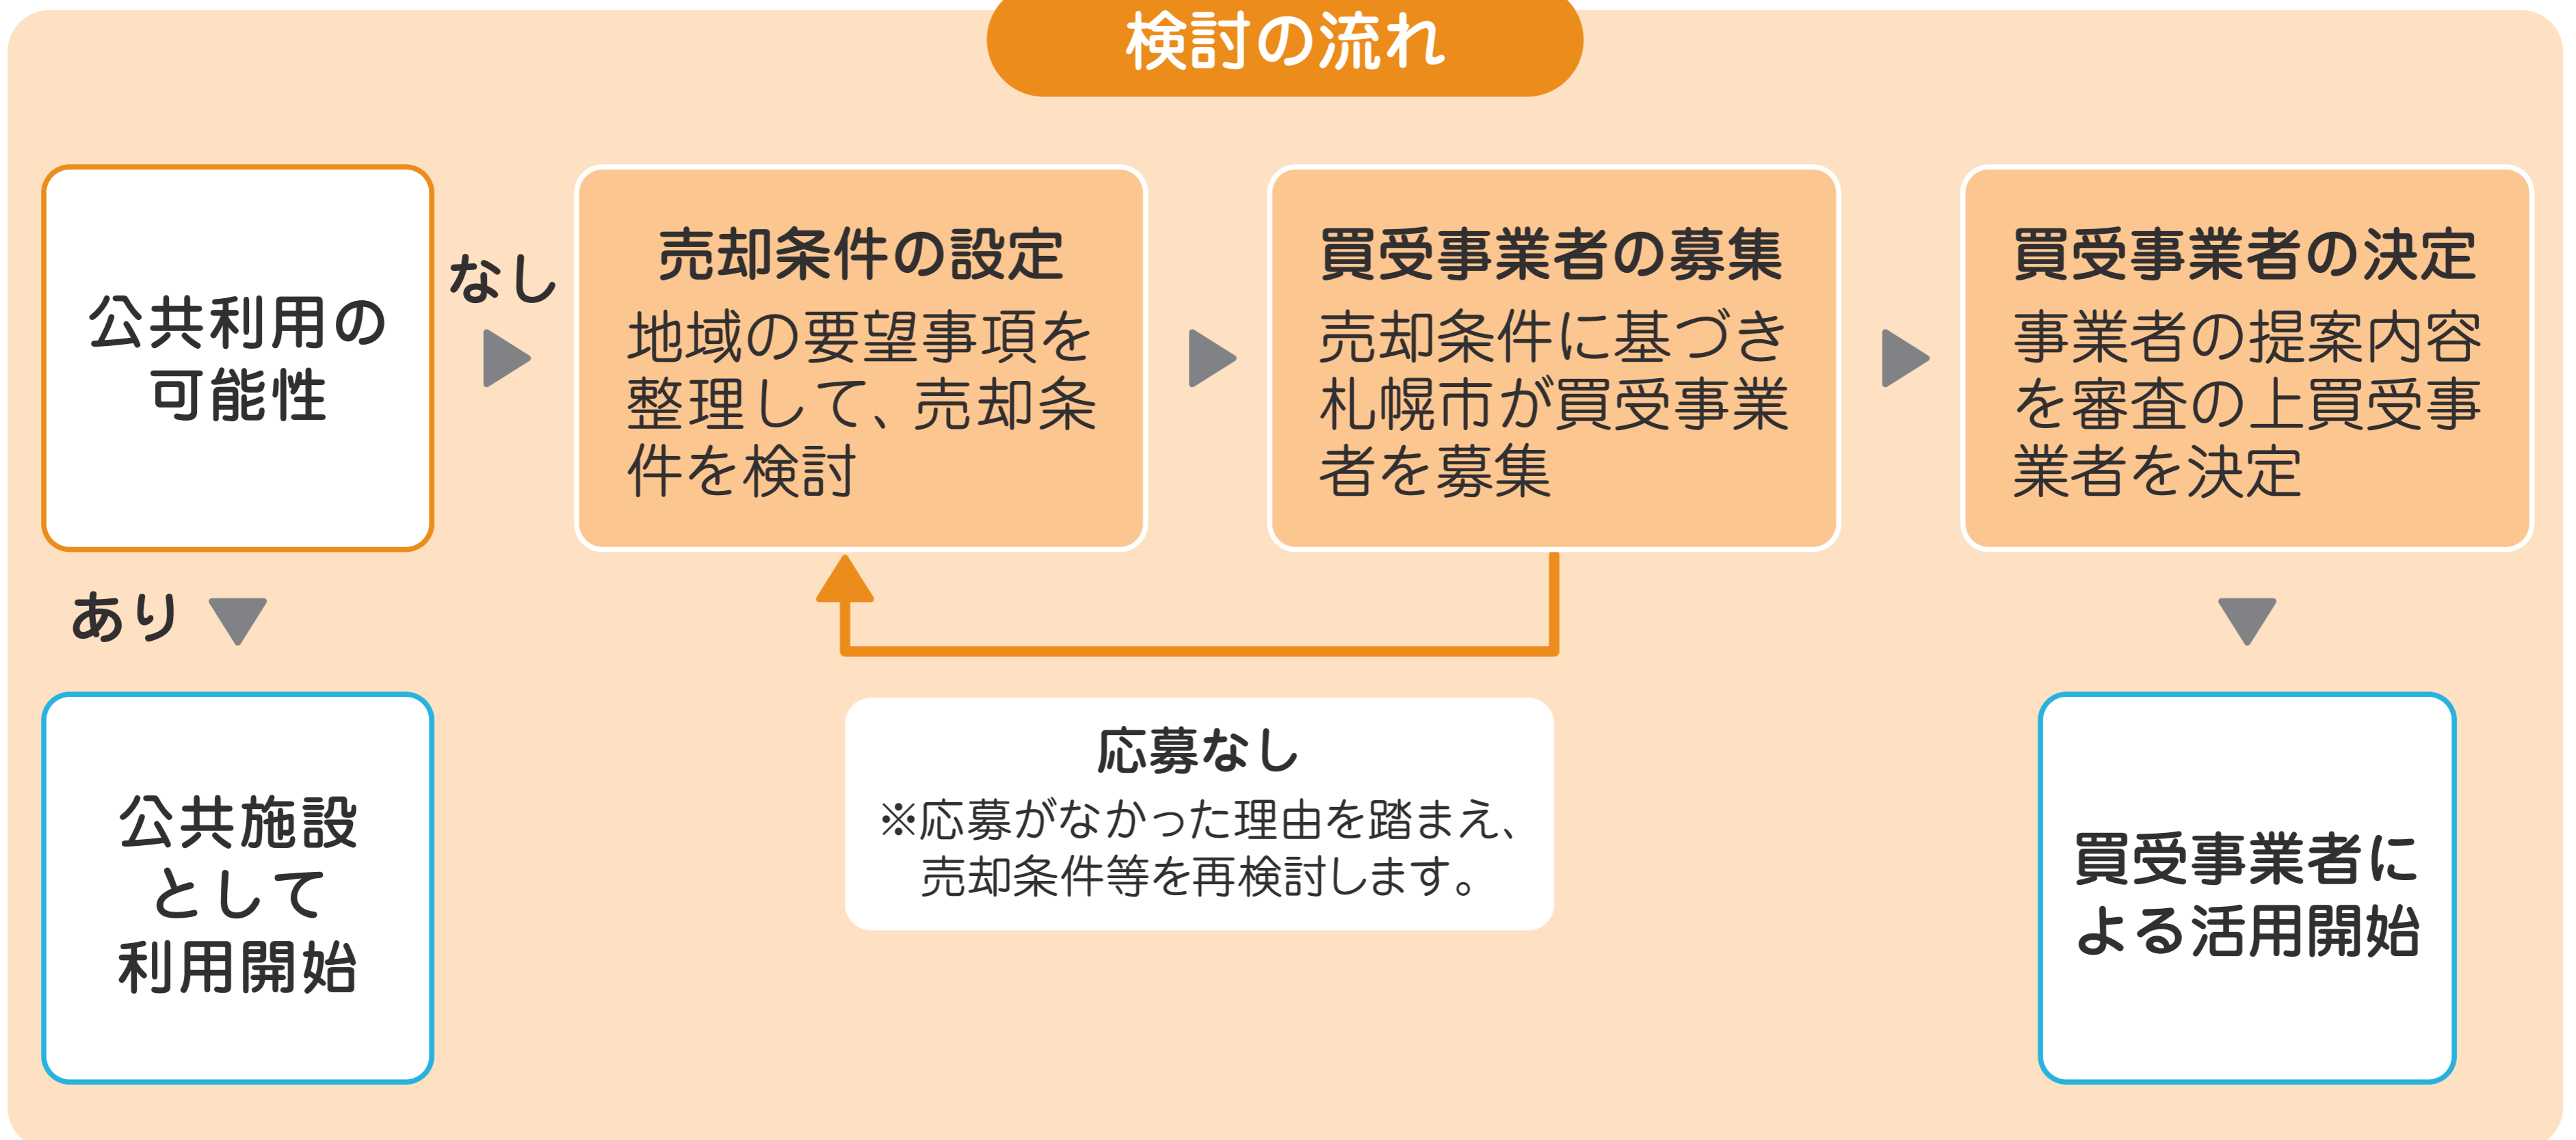 検討の流れ
公共利用の
可能性
なし
売却条件の設定
地域の要望事項を
整理して、売却条
件を検討
買受事業者の募集
売却条件に基づき
札幌市が買受事業
者を募集
買受事業者の決定
事業者の提案内容
を審査の上買受事
業者を決定
あり
公共施設
として
利用開始
応募なし
※応募がなかった理由を踏まえ、
売却条件等を再検討します。
買受事業者に
よる活用開始